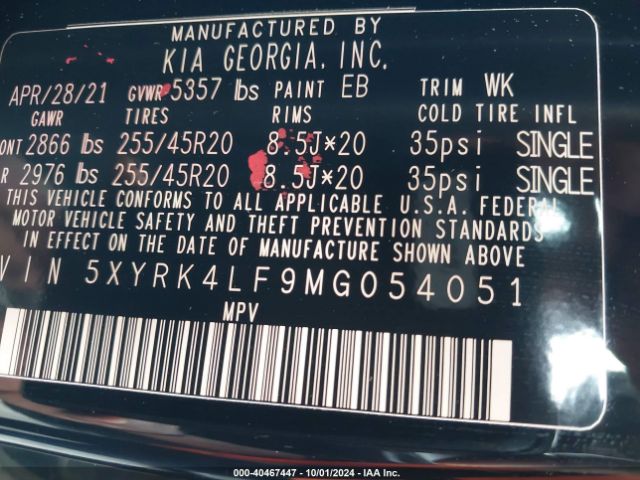 MANUFACTURED BY
KIA GEORGIA, INC.
APR/28/21 GVWR 5357 lbs PAINT EB TRIM WK
GAWR TIRES RIMS COLD TIRE INFL
ONT 2866 lbs 255/45R20 8.5J*20 35psi SINGLE
R 2976 lbs 255/45R20 8.5J*20 35psi SINGLE
THIS VEHICLE CONFORMS TO ALL APPLICABLE U.S.A. FEDERAL
MOTOR VEHICLE SAFETY AND THEFT PREVENTION STANDARDS
IN EFFECT ON THE DATE OF MANUFACTURE SHOWN ABOVE
VIN 5XYRK4LF9MG054051
MPV
000-40467447 - 10/01/2024 - IAA Inc.